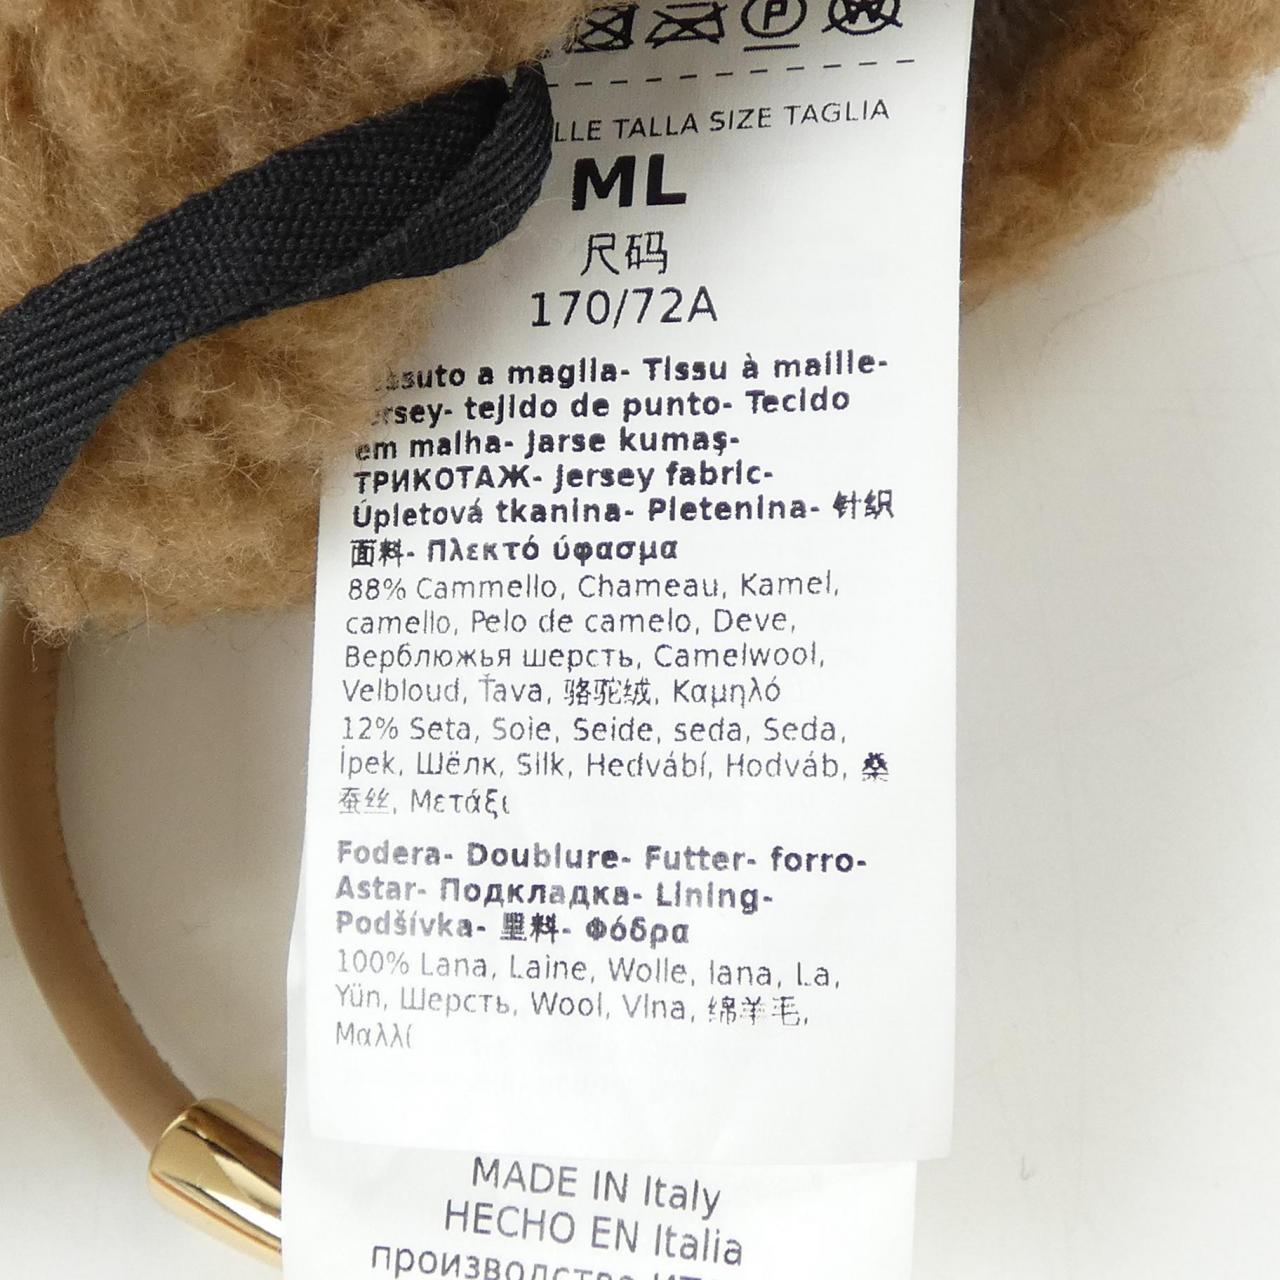 LLE TALLA SIZE TAGLIA
ML
尺码
170/72A
ssuto a maglia- Tissu à maille-
ersey- tejido de punto- Tecido
em malha- Jarse kumaş-
ТРИКОТАЖ- Jersey fabric-
Úpletová tkanina- Pletenina- 针织
面料- Πλεκτό ύφασμα
88% Cammello, Chameau, Kamel,
camello, Pelo de camelo, Deve,
Верблюжья шерсть, Camelwool,
Velbloud, Ťava, 骆驼绒, Καμηλό
12% Seta, Soie, Seide, seda, Seda,
İpek, Шёлк, Silk, Hedvábí, Hodváb, 桑
蚕丝, Μετάξι
Fodera- Doublure- Futter- forro-
Astar- Подкладка- Lining-
Podšívka- 里料- Φόδρα
100% Lana, Laine, Wolle, lana, La,
Yün, Шерсть, Wool, Vlna, 绵羊毛,
Μαλλί
MADE IN Italy
HECHO EN Italia